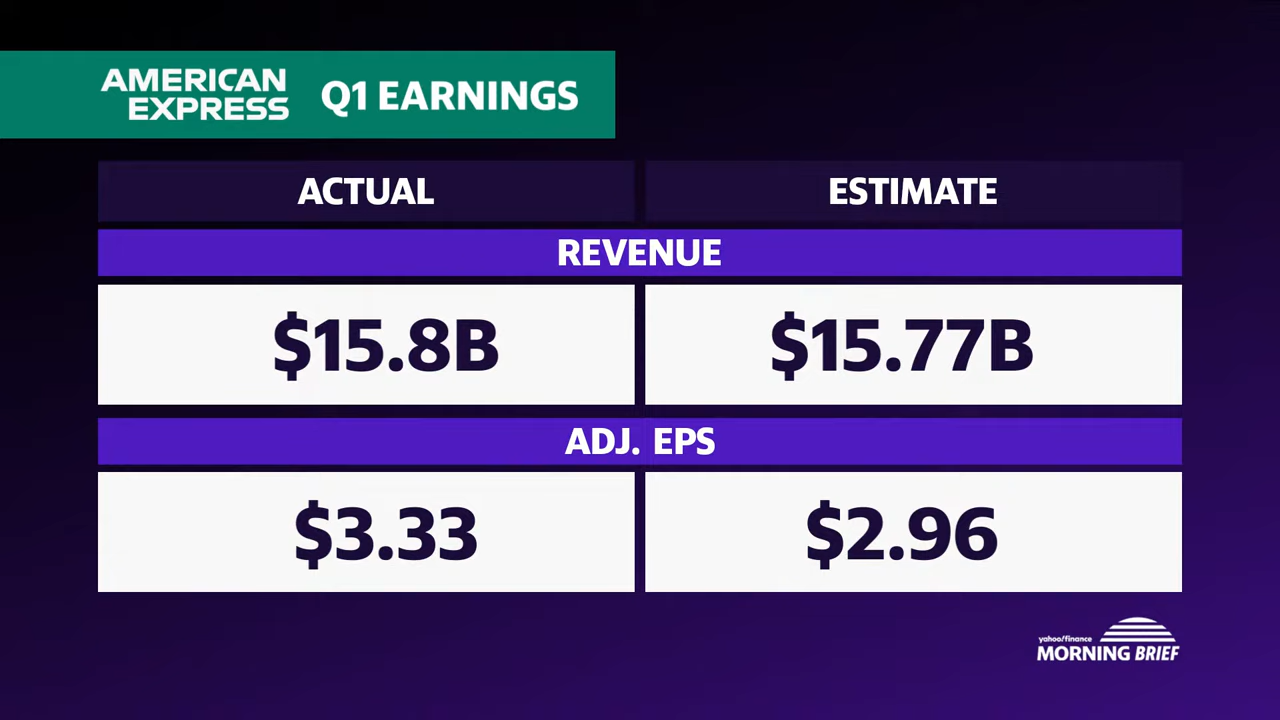 AMERICAN
EXPRESS
Q1 EARNINGS
ACTUAL
ESTIMATE
REVENUE
$15.8B
$15.77B
ADJ. EPS
$3.33
$2.96
yahoo/finance
MORNING BRIEF